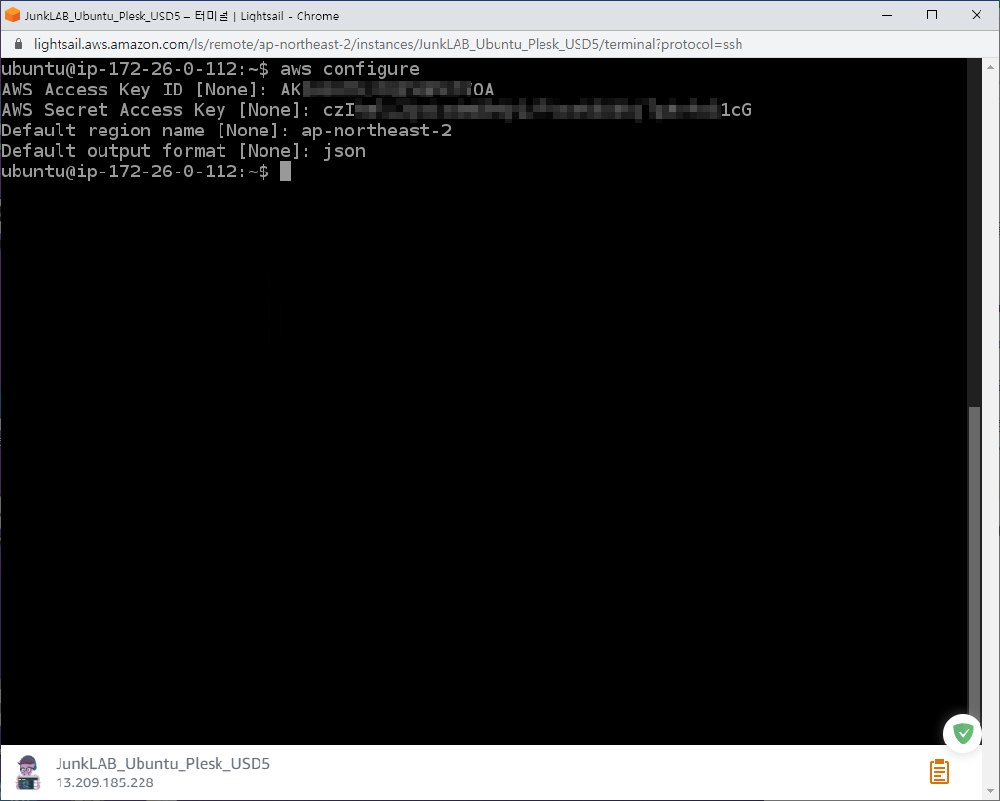 JunkLAB_Ubuntu_Plesk_USD5 – 터미널 | Lightsail - Chrome
lightsail.aws.amazon.com/ls/remote/ap-northeast-2/instances/JunkLAB_Ubuntu_Plesk_USD5/terminal?protocol=ssh
ubuntu@ip-172-26-0-112:~$ aws configure
AWS Access Key ID [None]: AK OA
AWS Secret Access Key [None]: czI 1cG
Default region name [None]: ap-northeast-2
Default output format [None]: json
ubuntu@ip-172-26-0-112:~$
JunkLAB_Ubuntu_Plesk_USD5
13.209.185.228